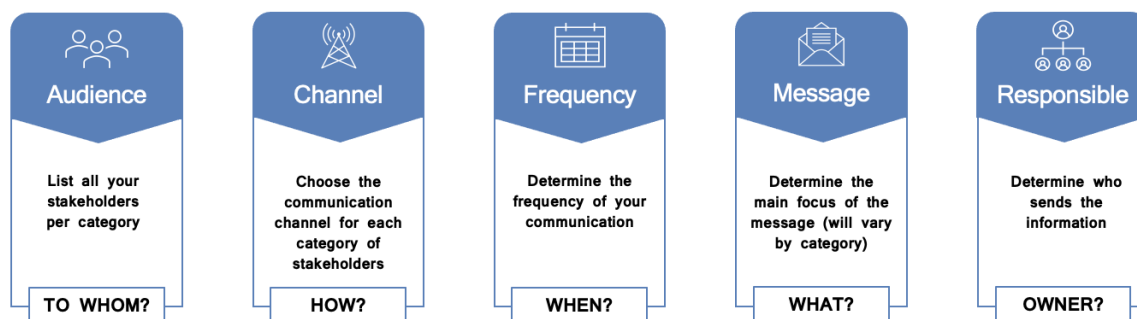 Audience
List all your
stakeholders
per category
TO WHOM?
Channel
Choose the
communication
channel for each
category of
stakeholders
HOW?
Frequency
Determine the
frequency of your
communication
WHEN?
Message
Determine the
main focus of the
message (will vary
by category)
WHAT?
Responsible
Determine who
sends the
information
OWNER?